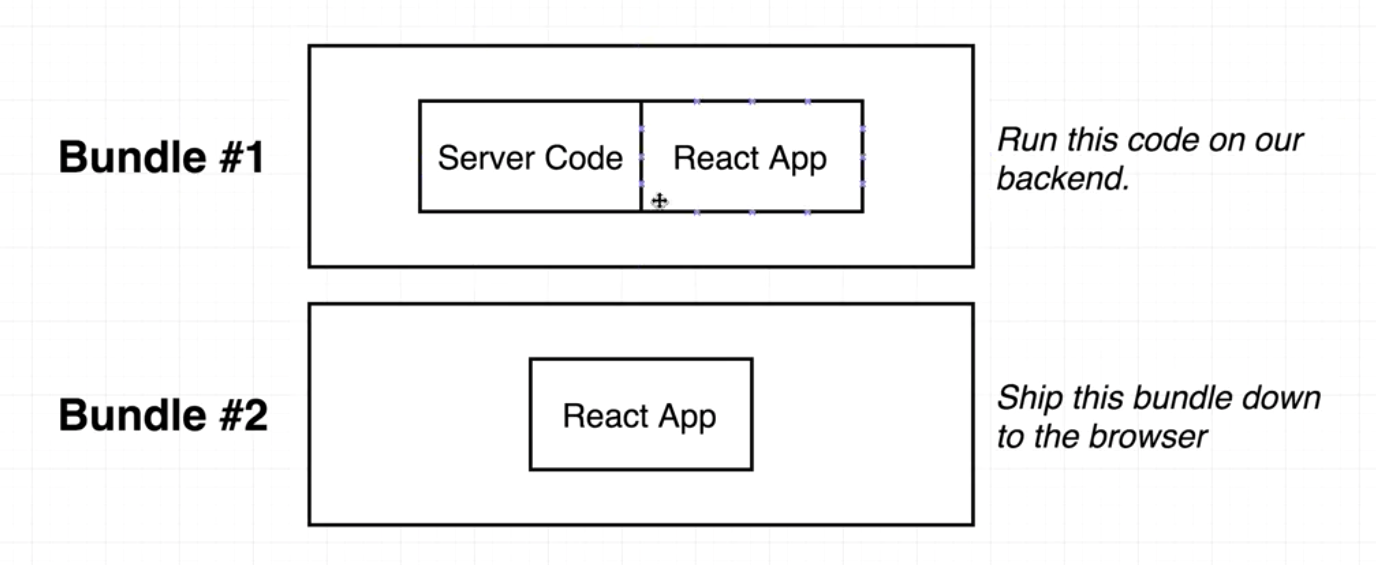 Bundle #1
Server Code
React App
Run this code on our
backend.
Bundle #2
React App
Ship this bundle down
to the browser